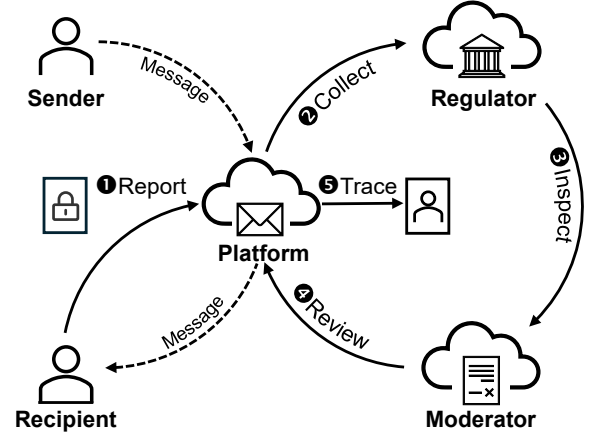 Sender
Message
❷Collect
Regulator
❶Report
❺Trace
❸Inspect
Platform
Message
❹Review
Recipient
Moderator